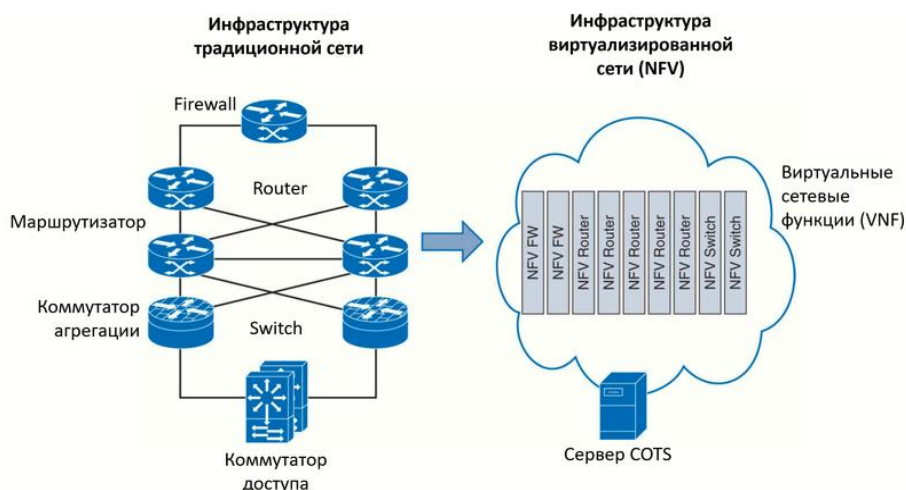 Инфраструктура
традиционной сети
Firewall
Router
Маршрутизатор
Коммутатор
агрегации
Switch
Коммутатор
доступа
Инфраструктура
виртуализированной
сети (NFV)
NFV FW
NFV FW
NFV Router
NFV Router
NFV Router
NFV Router
NFV Router
NFV Switch
NFV Switch
Виртуальные
сетевые
функции (VNF)
Сервер COTS